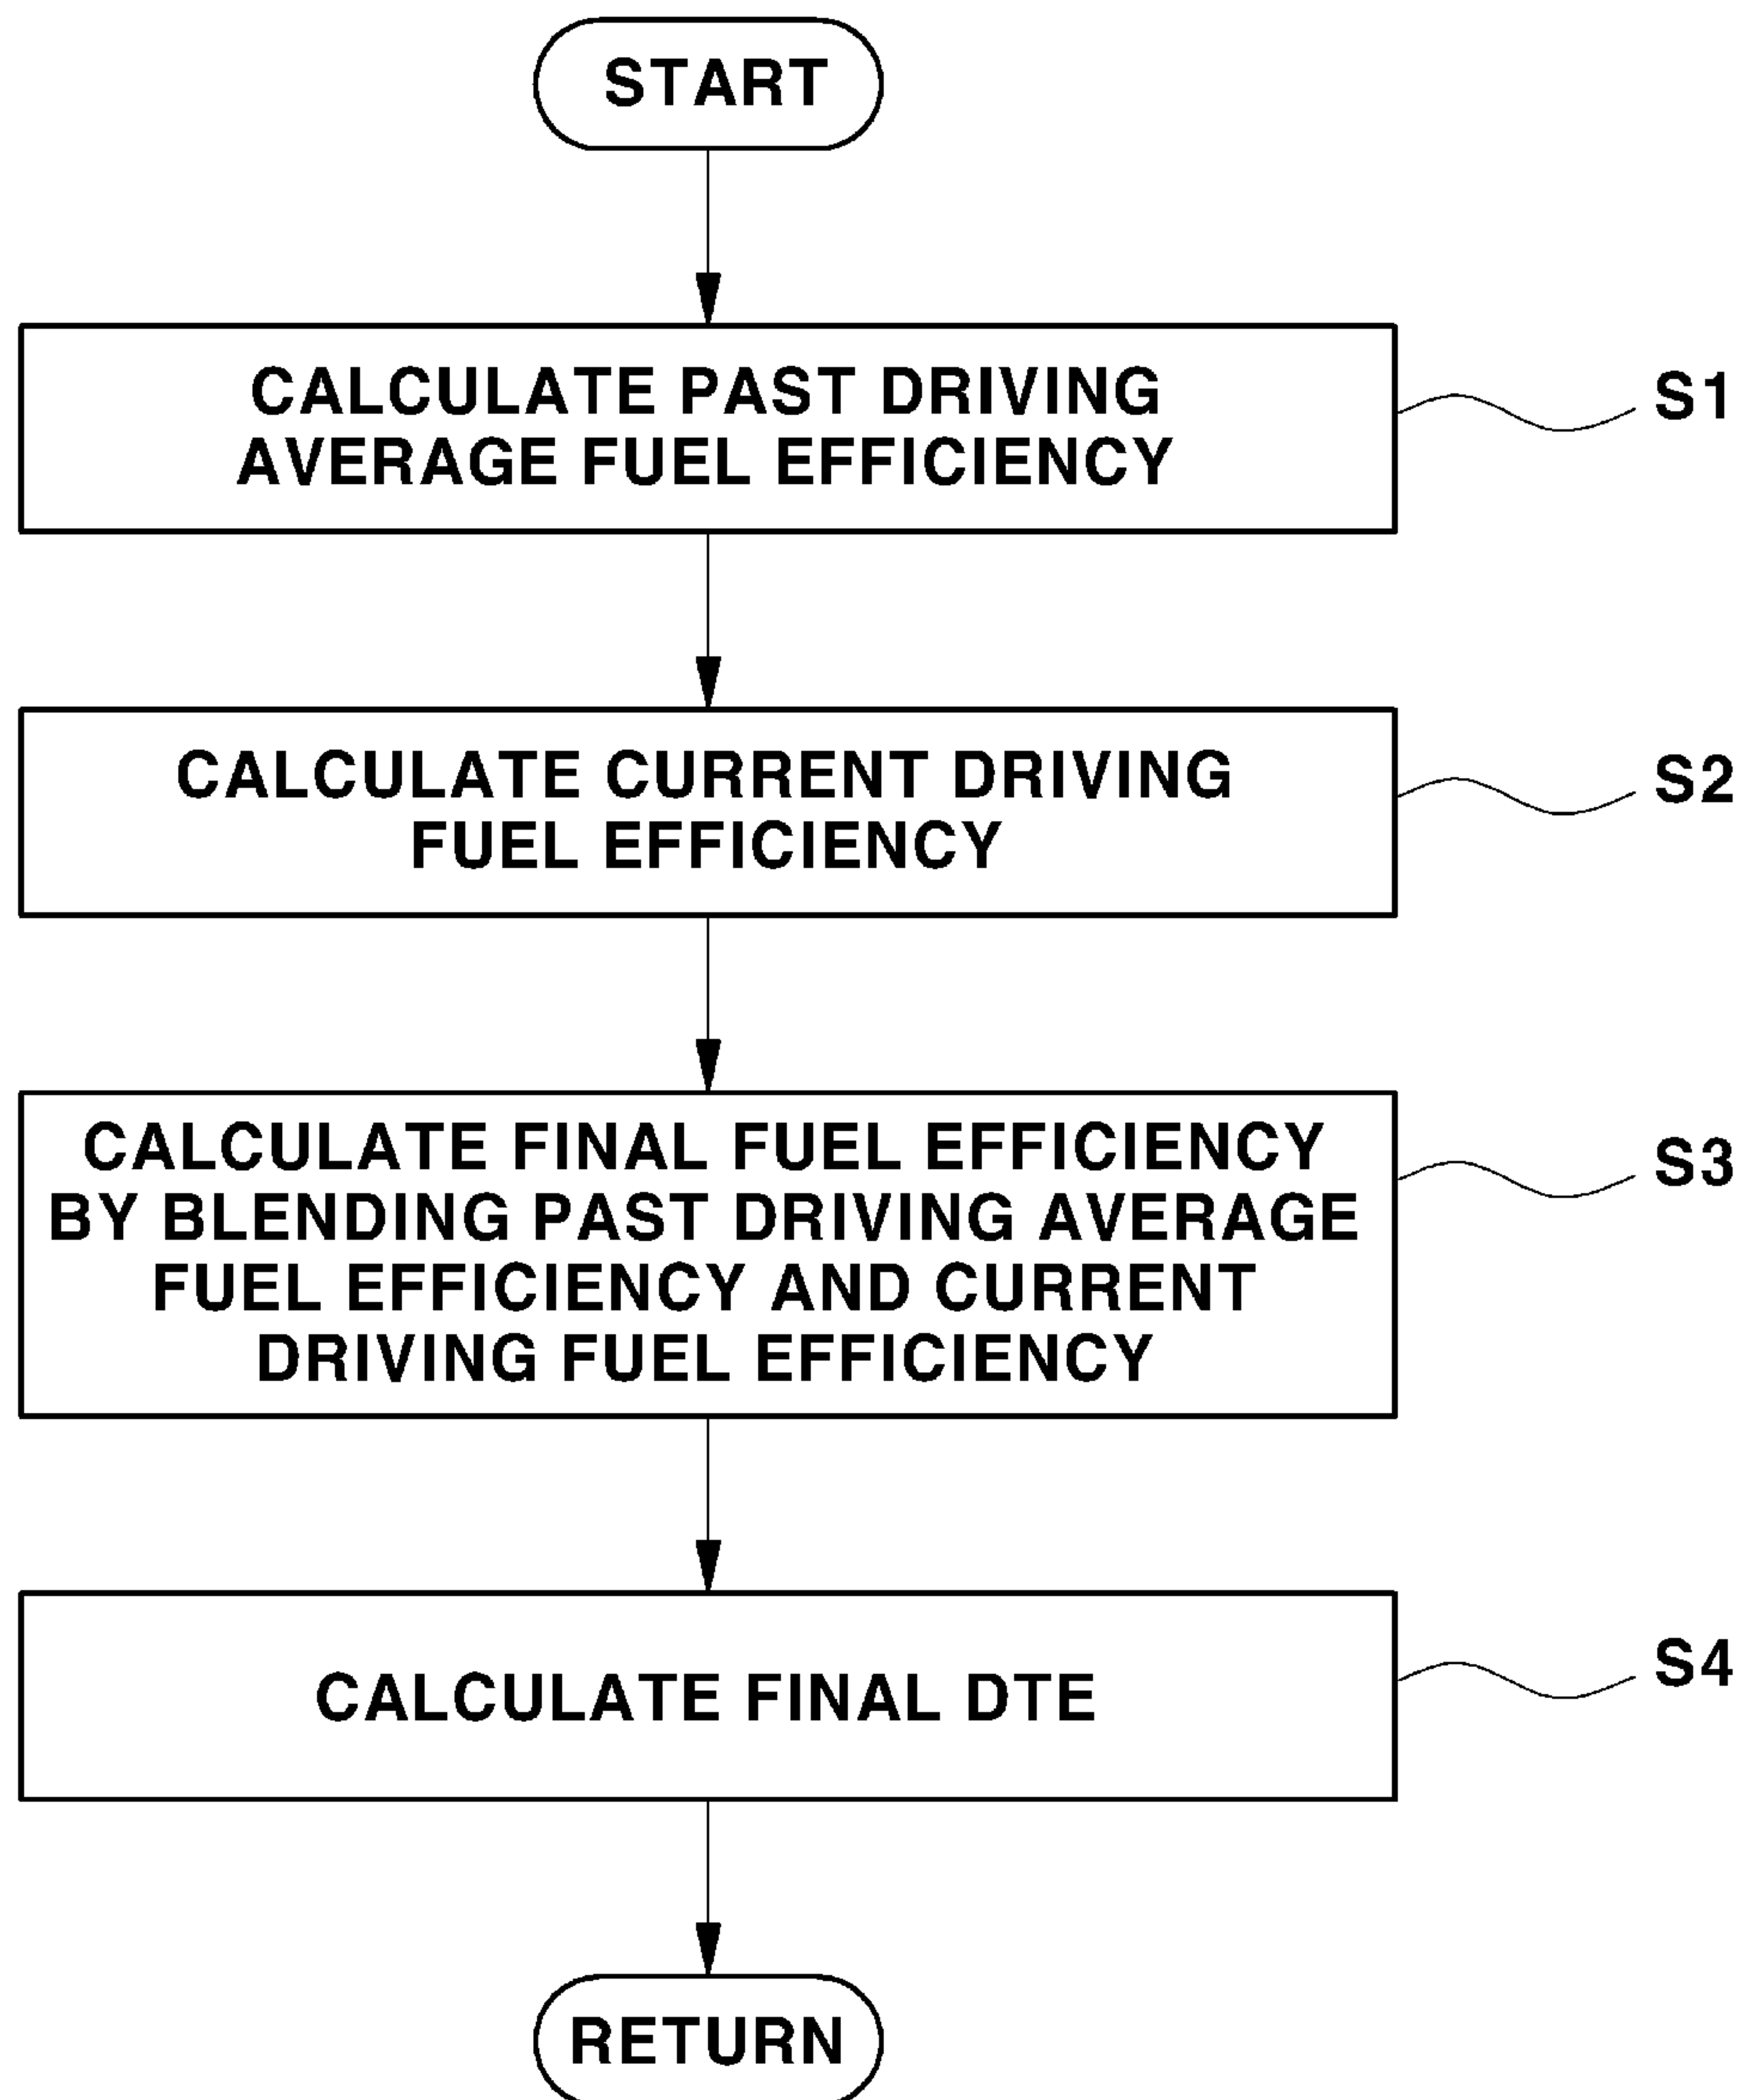 START
CALCULATE PAST DRIVING
AVERAGE FUEL EFFICIENCY
S1
CALCULATE CURRENT DRIVING
FUEL EFFICIENCY
S2
CALCULATE FINAL FUEL EFFICIENCY
BY BLENDING PAST DRIVING AVERAGE
FUEL EFFICIENCY AND CURRENT
DRIVING FUEL EFFICIENCY
S3
CALCULATE FINAL DTE
S4
RETURN